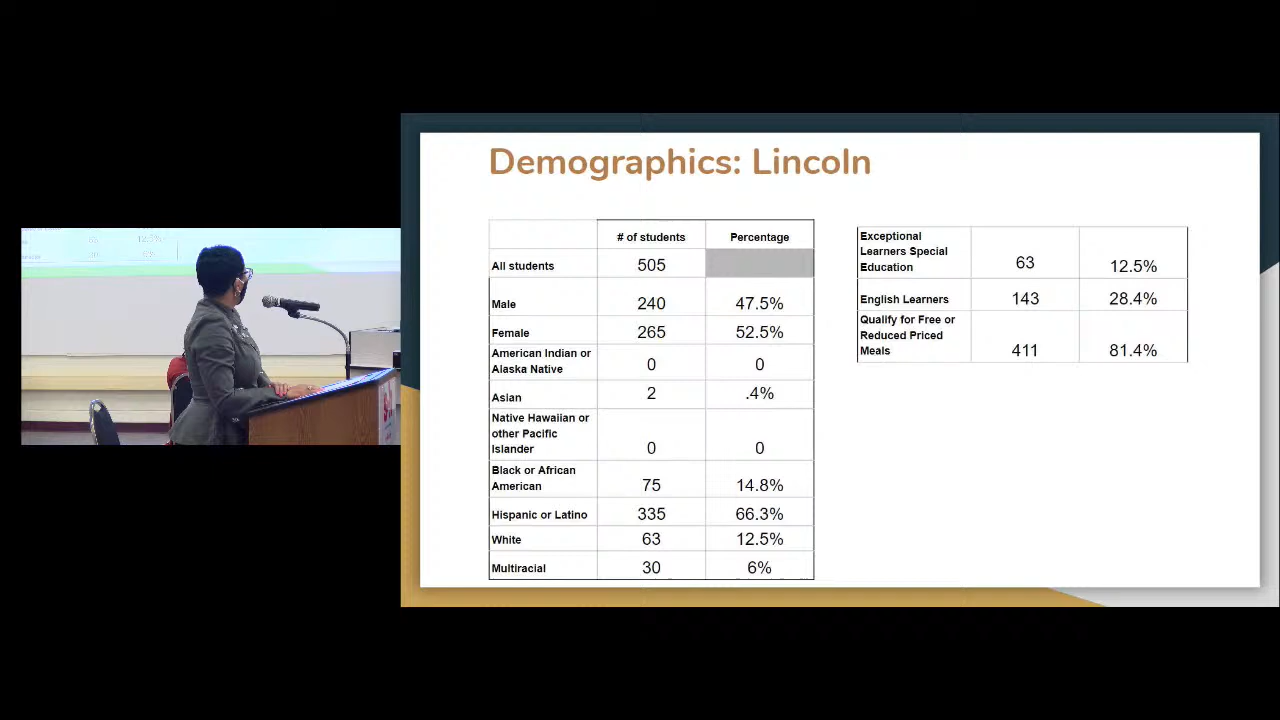 Demographics: Lincoln
# of students Percentage
All students 505
Male 240 47.5%
Female 265 52.5%
American Indian or
Alaska Native 0 0
Asian 2 .4%
Native Hawaiian or
other Pacific
Islander 0 0
Black or African
American 75 14.8%
Hispanic or Latino 335 66.3%
White 63 12.5%
Multiracial 30 6%
Exceptional
Learners Special
Education 63 12.5%
English Learners 143 28.4%
Qualify for Free or
Reduced Priced
Meals 411 81.4%